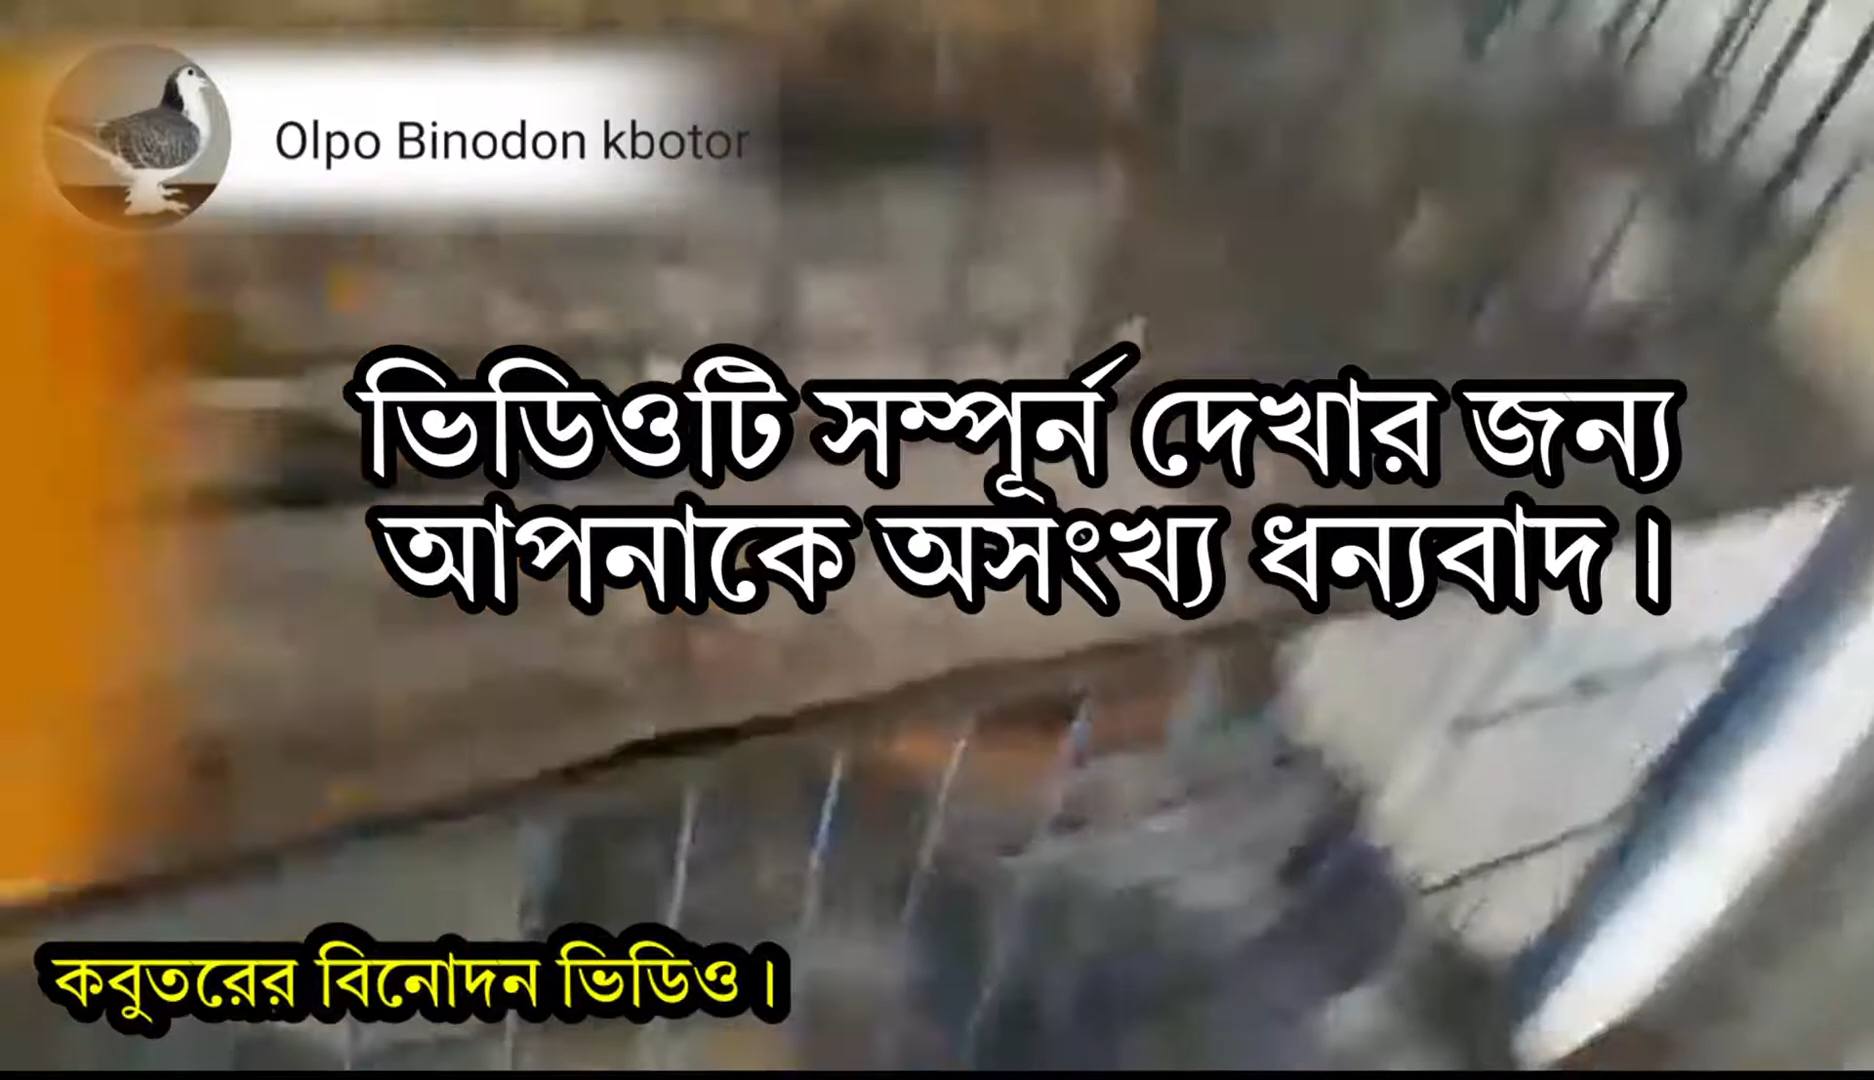 Olpo Binodon kbotor
ভিডিওটি সম্পূর্ন দেখার জন্য
আপনাকে অসংখ্য ধন্যবাদ।
কবুতরের বিনোদন ভিডিও।